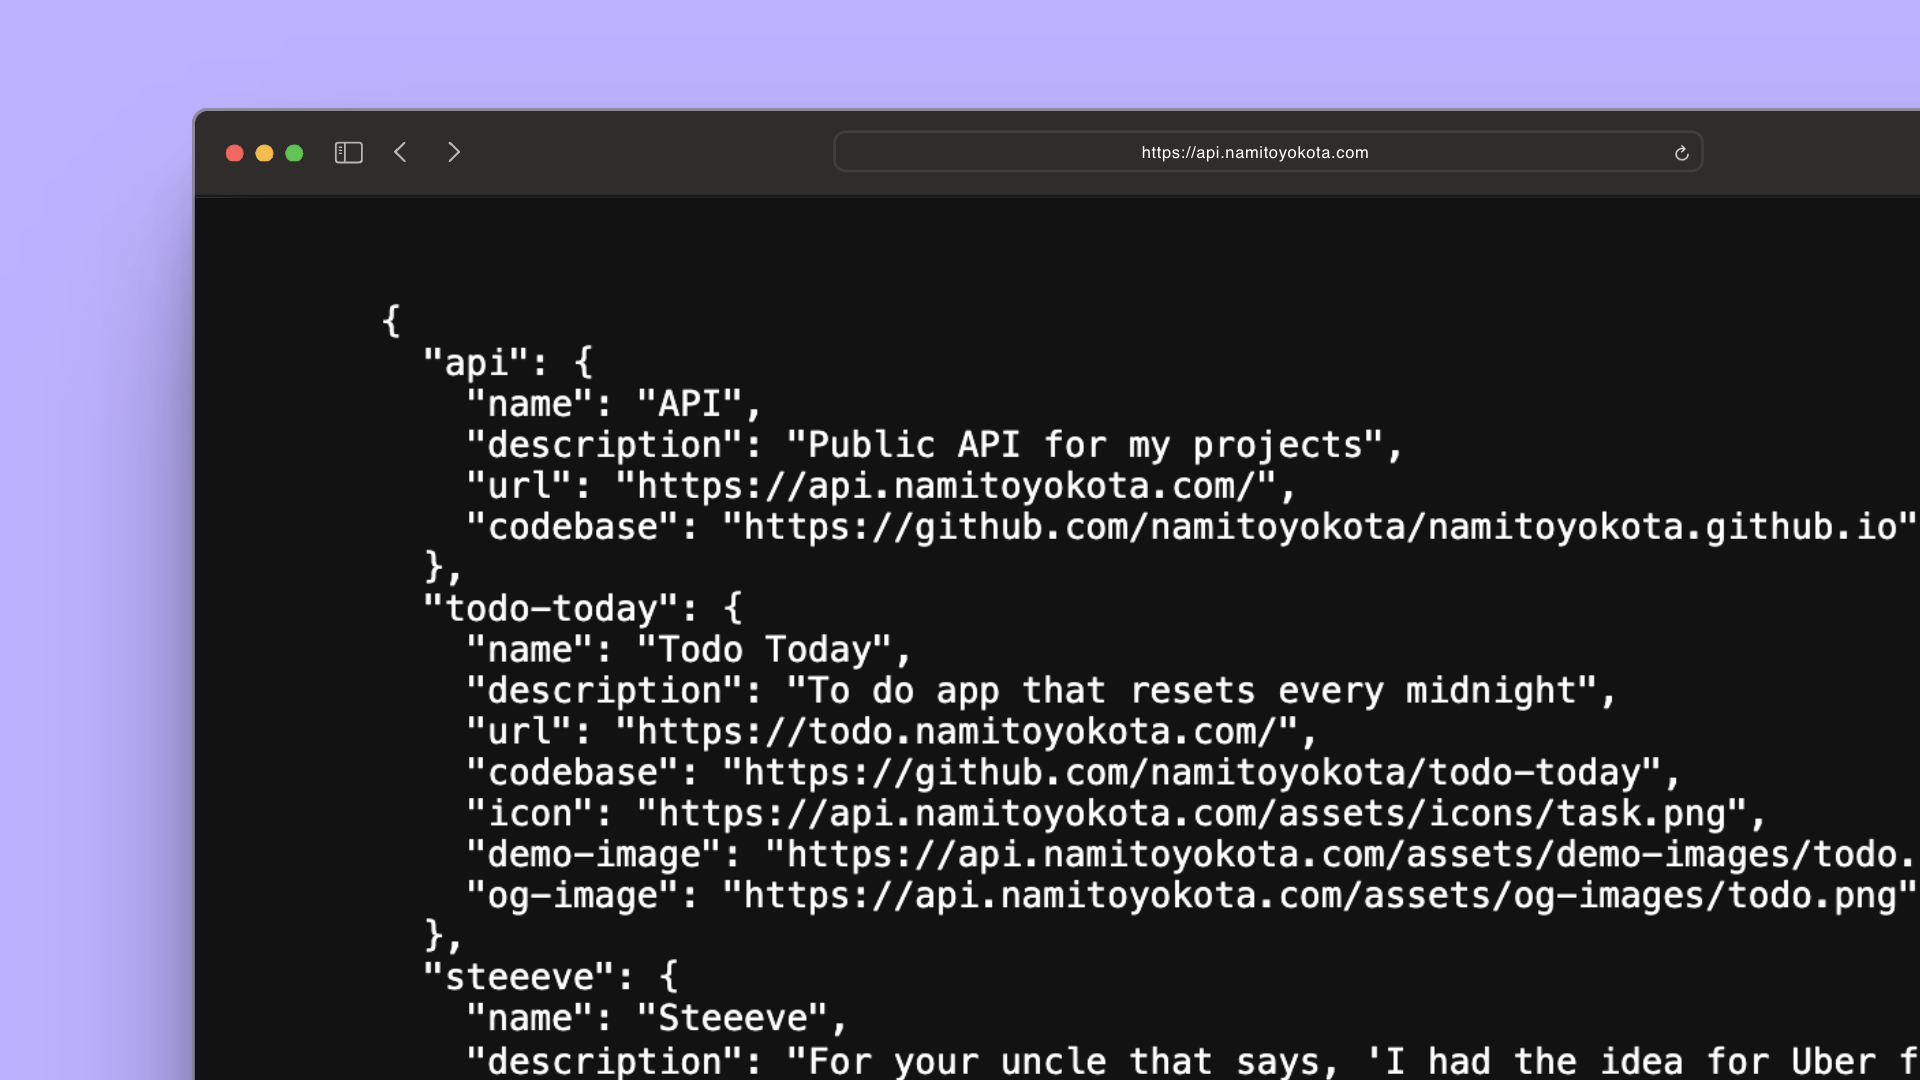 https://api.namitoyokota.com
{
"api": {
"name": "API",
"description": "Public API for my projects",
"url": "https://api.namitoyokota.com/",
"codebase": "https://github.com/namitoyokota/namitoyokota.github.io"
},
"todo-today": {
"name": "Todo Today",
"description": "To do app that resets every midnight",
"url": "https://todo.namitoyokota.com/",
"codebase": "https://github.com/namitoyokota/todo-today",
"icon": "https://api.namitoyokota.com/assets/icons/task.png",
"demo-image": "https://api.namitoyokota.com/assets/demo-images/todo.
"og-image": "https://api.namitoyokota.com/assets/og-images/todo.png"
},
"steeeve": {
"name": "Steeeve",
"description": "For your uncle that says, 'I had the idea for Uber f